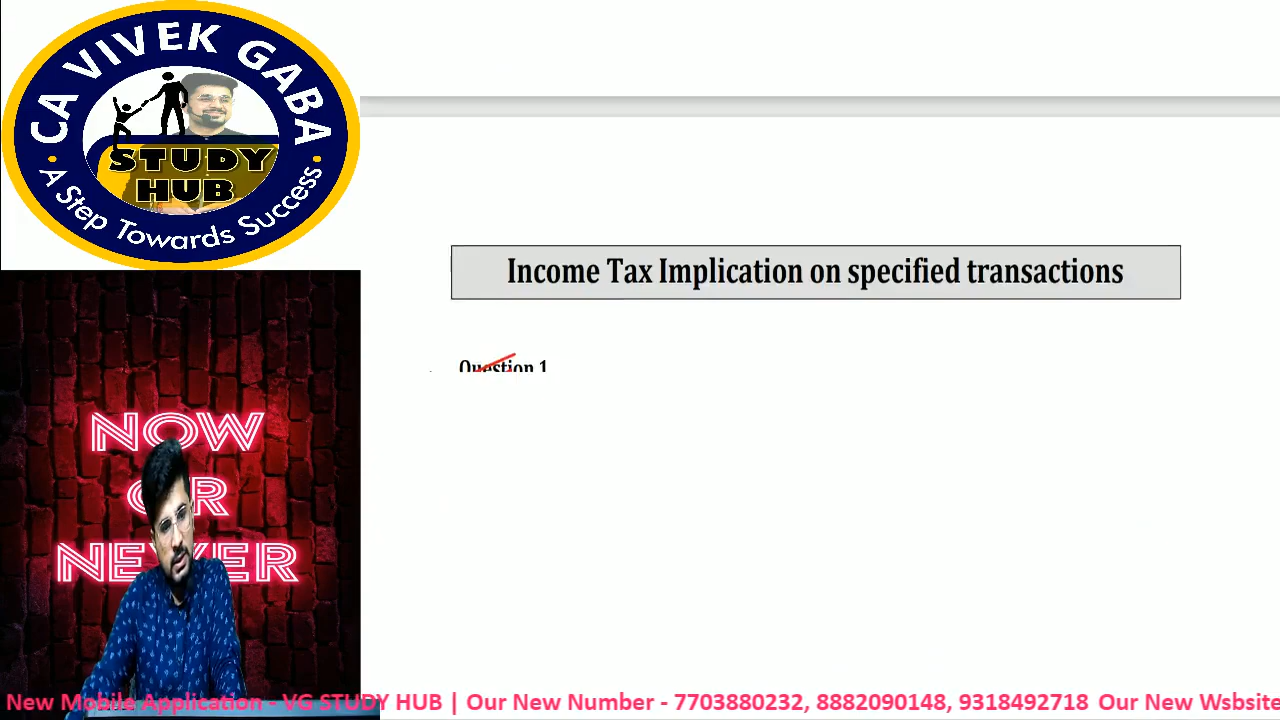 CA VIVEK GABA
STUDY
HUB
A Step Towards Success
Income Tax Implication on specified transactions
Question 1
NOW
OR
NEVER
New Mobile Application - VG STUDY HUB | Our New Number - 7703880232, 8882090148, 9318492718 Our New Wsbsite